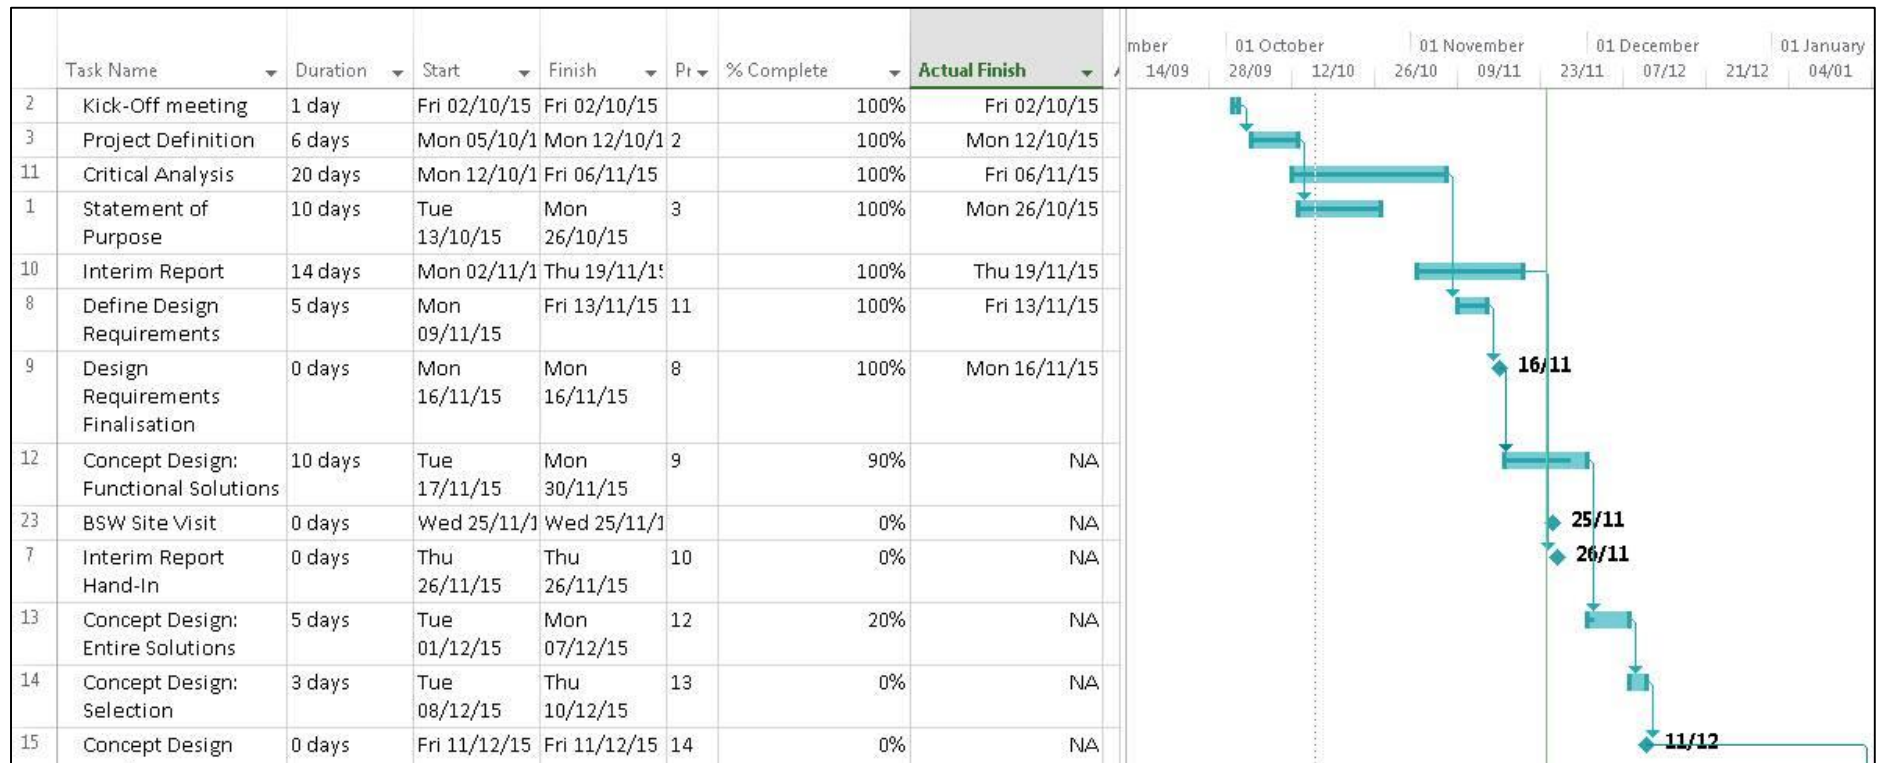 mber 01 October 01 November 01 December 01 January
Task Name Duration Start Finish Pr % Complete Actual Finish 14/09 28/09 12/10 26/10 09/11 23/11 07/12 21/12 04/01
2 Kick-Off meeting 1 day Fri 02/10/15 Fri 02/10/15 100% Fri 02/10/15
3 Project Definition 6 days Mon 05/10/1 Mon 12/10/1 2 100% Mon 12/10/15
11 Critical Analysis 20 days Mon 12/10/1 Fri 06/11/15 100% Fri 06/11/15
1 Statement of Tue Mon 3 100% Mon 26/10/15
Purpose 10 days 13/10/15 26/10/15
10 Interim Report 14 days Mon 02/11/1 Thu 19/11/1 100% Thu 19/11/15
8 Define Design 5 days Mon Fri 13/11/15 11 100% Fri 13/11/15
Requirements 09/11/15
9 Design 0 days Mon Mon 8 100% Mon 16/11/15 16/11
Requirements 16/11/15 16/11/15
Finalisation
12 Concept Design: 10 days Tue Mon 9 90% NA
Functional Solutions 17/11/15 30/11/15
23 BSW Site Visit 0 days Wed 25/11/1 Wed 25/11/1 0% NA 25/11
7 Interim Report 0 days Thu Thu 10 0% NA 26/11
Hand-In 26/11/15 26/11/15
13 Concept Design: 5 days Tue Mon 12 20% NA
Entire Solutions 01/12/15 07/12/15
14 Concept Design: 3 days Tue Thu 13 0% NA
Selection 08/12/15 10/12/15
15 Concept Design 0 days Fri 11/12/15 Fri 11/12/15 14 0% NA 11/12